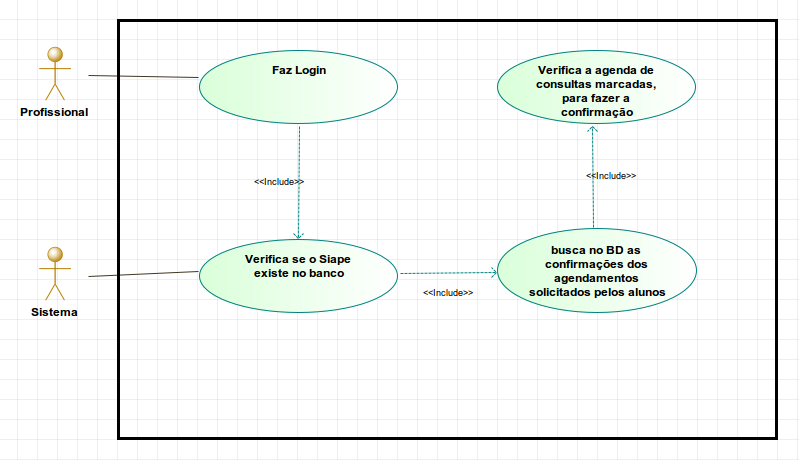 Profissional
Faz Login
Verifica a agenda de
consultas marcadas,
para fazer a
confirmação
<<Include>>
<<Include>>
Sistema
Verifica se o Siape
existe no banco
<<Include>>
busca no BD as
confirmações dos
agendamentos
solicitados pelos alunos